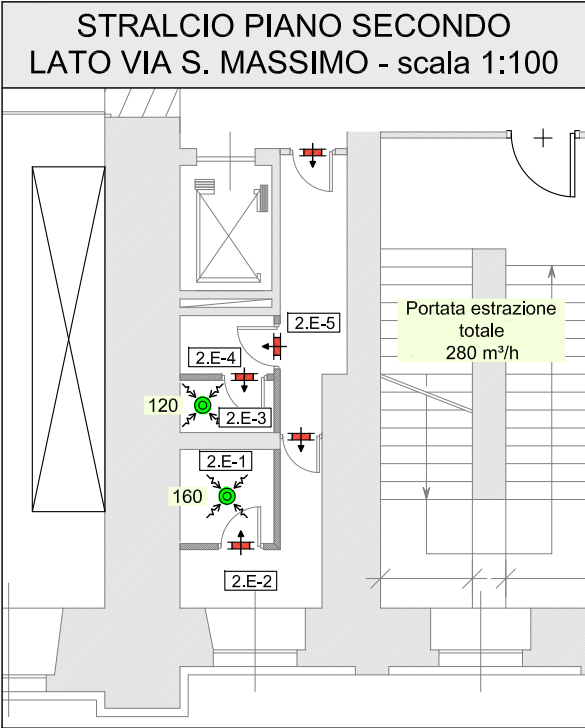 STRALCIO PIANO SECONDO
LATO VIA S. MASSIMO - scala 1:100
2.E-5
Portata estrazione
totale
280 m³/h
2.E-4
120
2.E-3
2.E-1
160
2.E-2